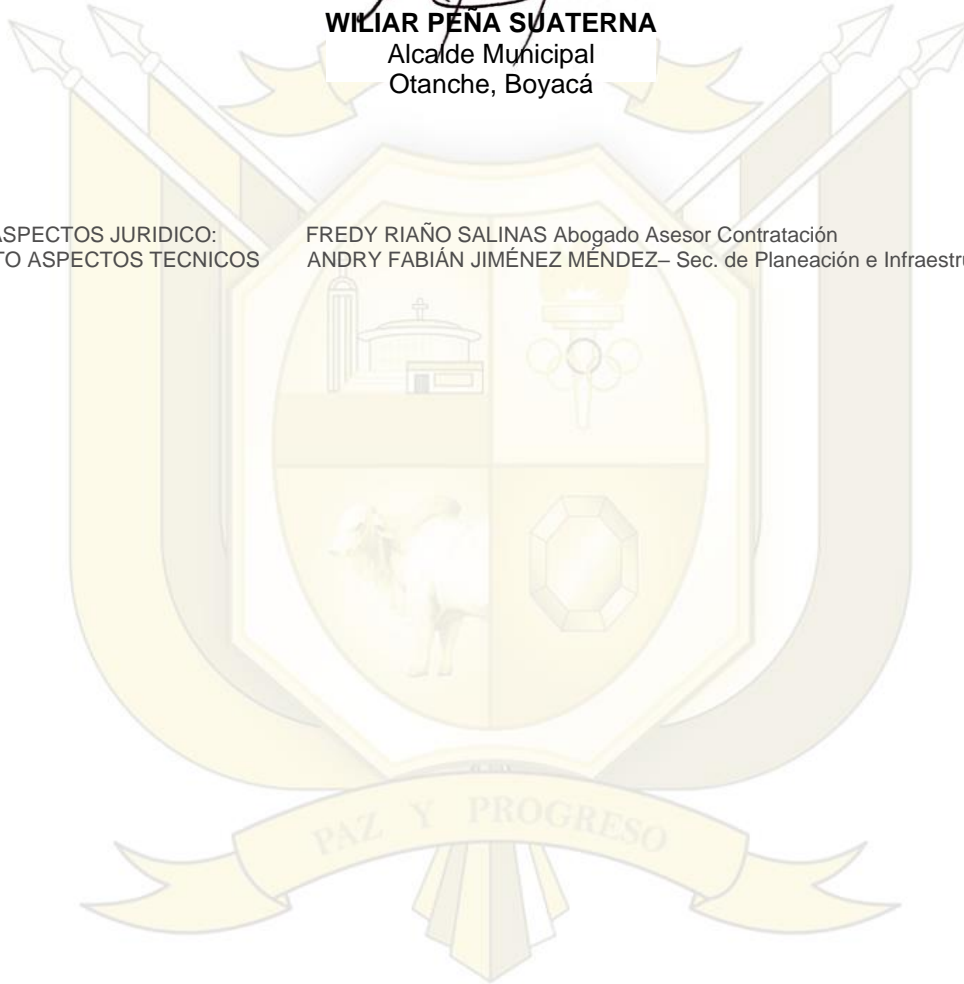 WILIAR PEÑA SUATERNA
Alcalde Municipal
Otanche, Boyacá
ASPECTOS JURIDICO: FREDY RIAÑO SALINAS Abogado Asesor Contratación
TO ASPECTOS TECNICOS ANDRY FABIÁN JIMÉNEZ MÉNDEZ– Sec. de Planeación e Infraestru
PAZ Y PROGRESO